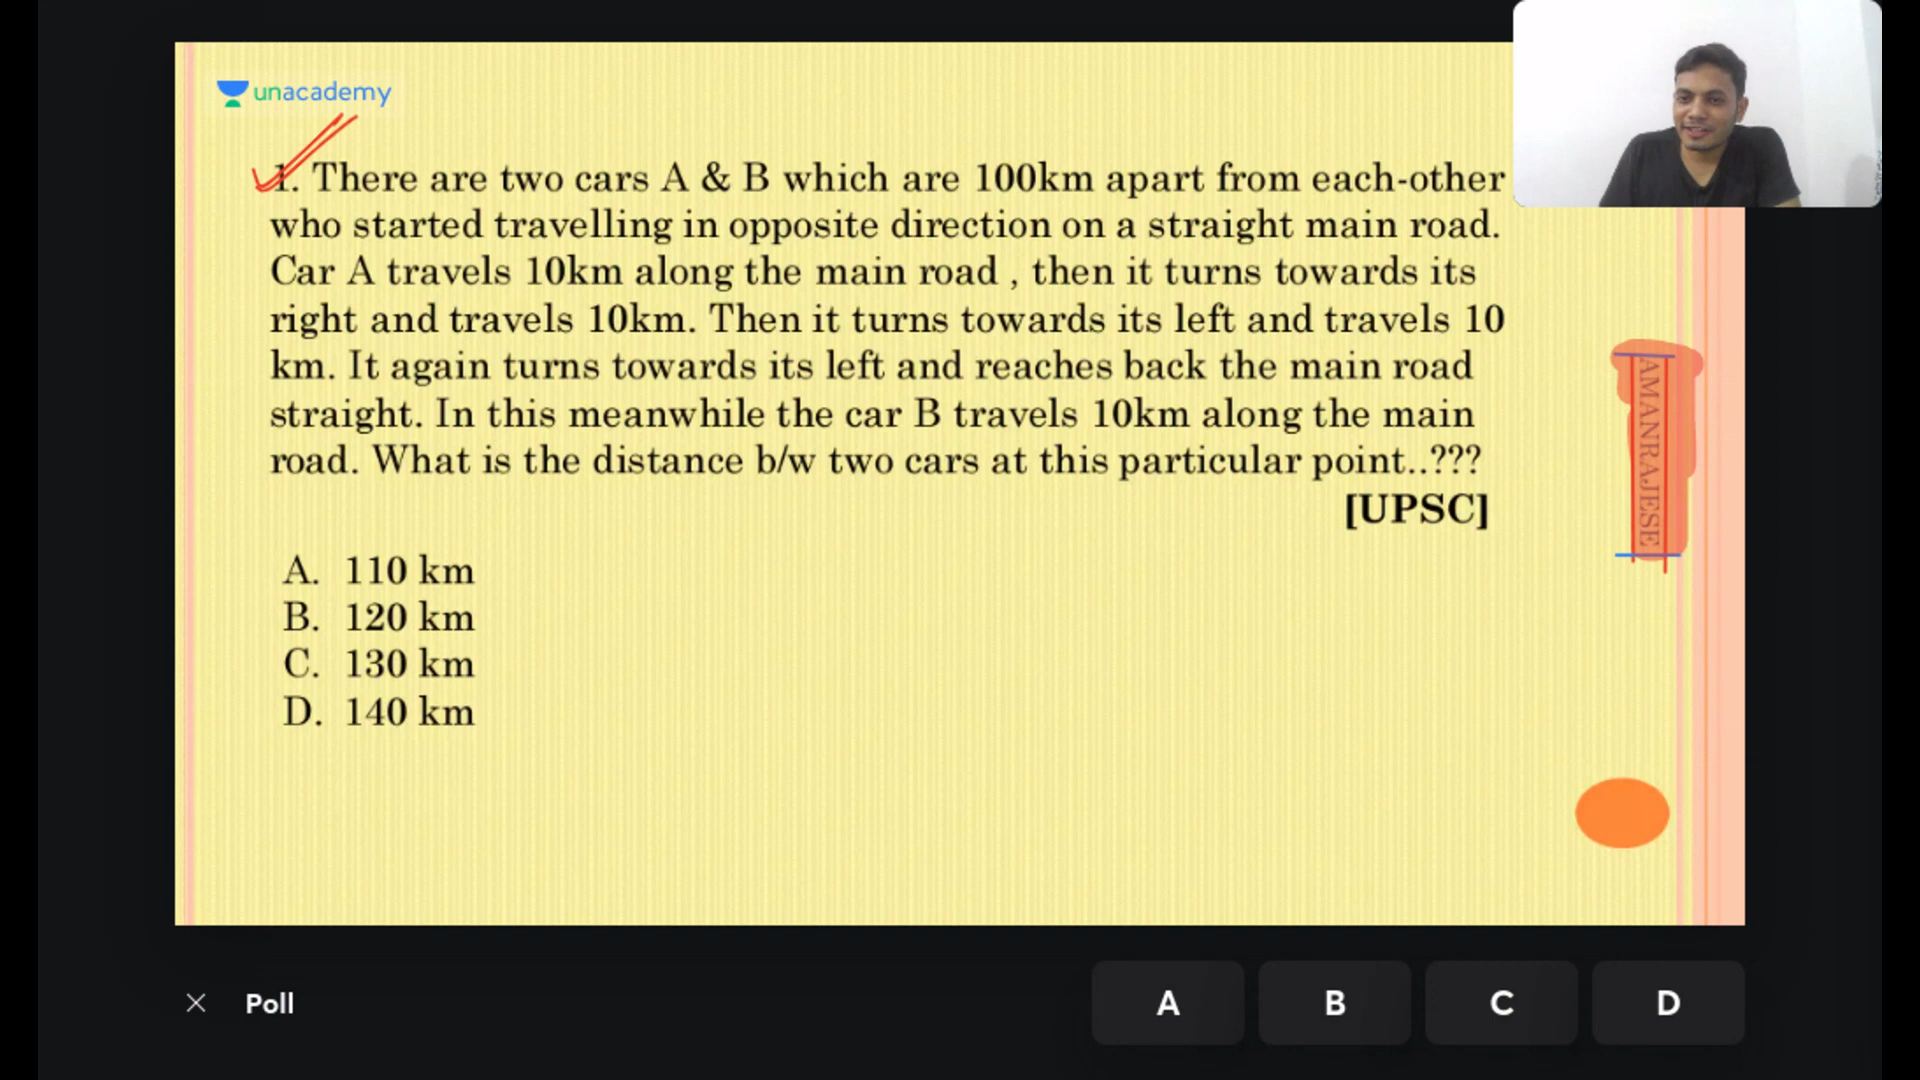 unacademy
1. There are two cars A & B which are 100km apart from each-other
who started travelling in opposite direction on a straight main road.
Car A travels 10km along the main road , then it turns towards its
right and travels 10km. Then it turns towards its left and travels 10
km. It again turns towards its left and reaches back the main road
straight. In this meanwhile the car B travels 10km along the main
road. What is the distance b/w two cars at this particular point..???
[UPSC]
A. 110 km
B. 120 km
C. 130 km
D. 140 km
AMANRAJESE
Poll
A
B
C
D